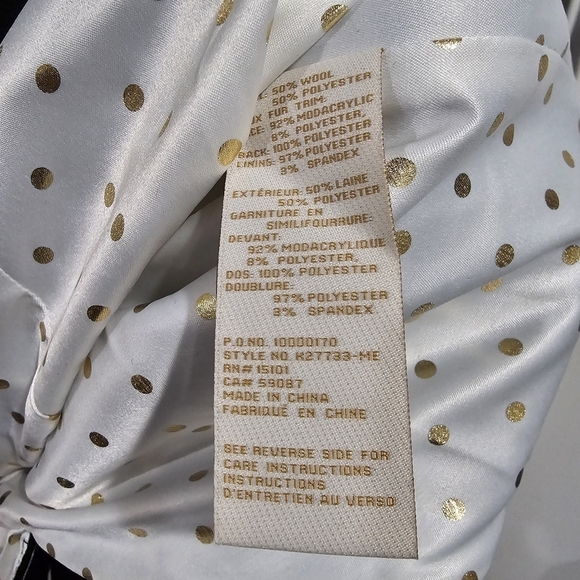 50% WOOL
50% POLYESTER
FUR TRIM:
92% MODACRYLIC
8% POLYESTER,
BACK: 100% POLYESTER
LINING: 97% POLYESTER
3% SPANDEX
EXTÉRIEUR: 50% LAINE
50% POLYESTER
GARNITURE EN
SIMILIFOURRURE:
DEVANT:
92% MODACRYLIQUE
8% POLYESTER,
DOS: 100% POLYESTER
DOUBLURE:
97% POLYESTER
3% SPANDEX
P.O.NO. 10000170
STYLE NO. K27733-ME
RN# 15101
CA# 59087
MADE IN CHINA
FABRIQUÉ EN CHINE
SEE REVERSE SIDE FOR
CARE INSTRUCTIONS
INSTRUCTIONS
D'ENTRETIEN AU VERSO